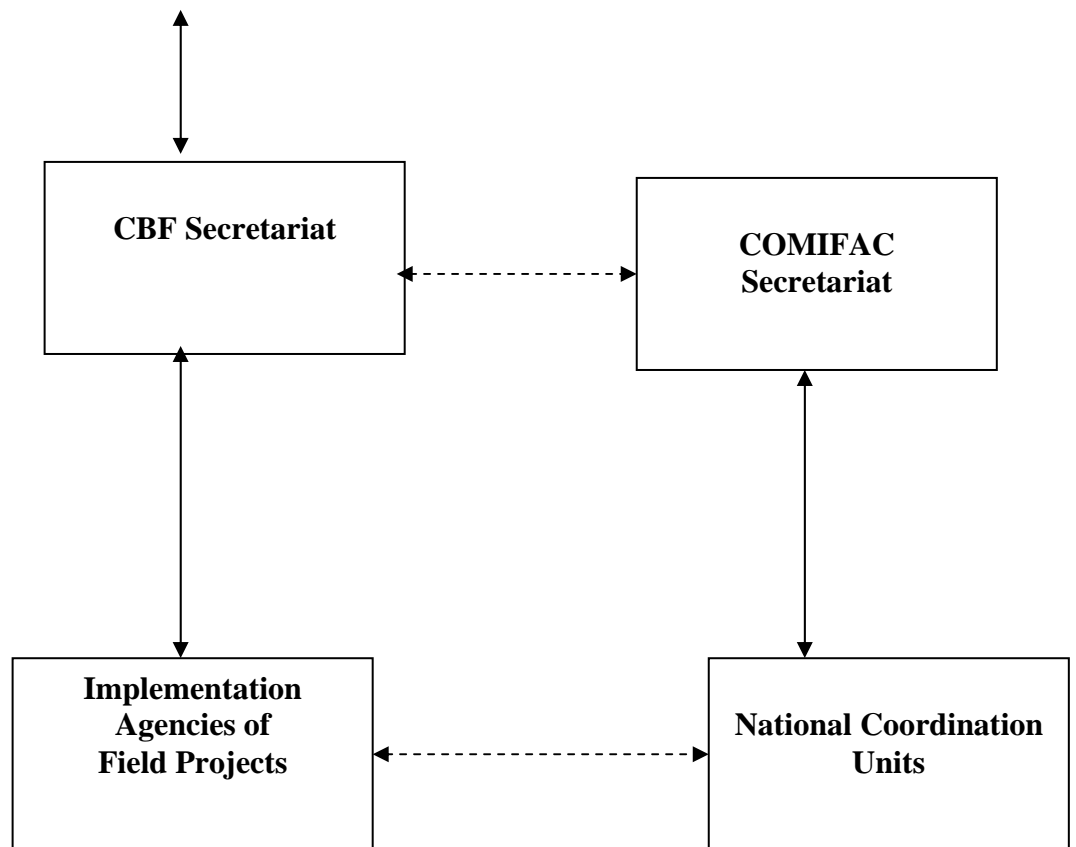 CBF Secretariat
COMIFAC
Secretariat
Implementation
Agencies of
Field Projects
National Coordination
Units